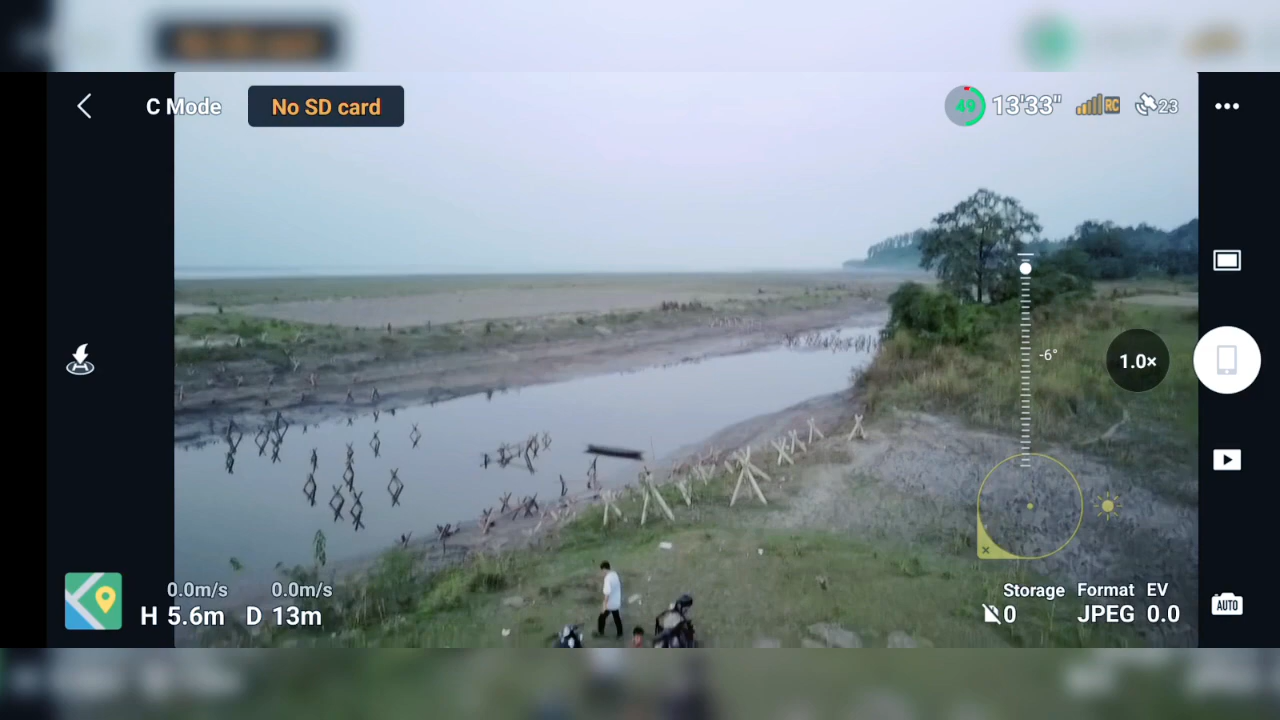 C Mode
No SD card
49
13'33"
RC
23
-6°
1.0×
0.0m/s
0.0m/s
H 5.6m
D 13m
Storage
Format
EV
0
JPEG
0.0
AUTO